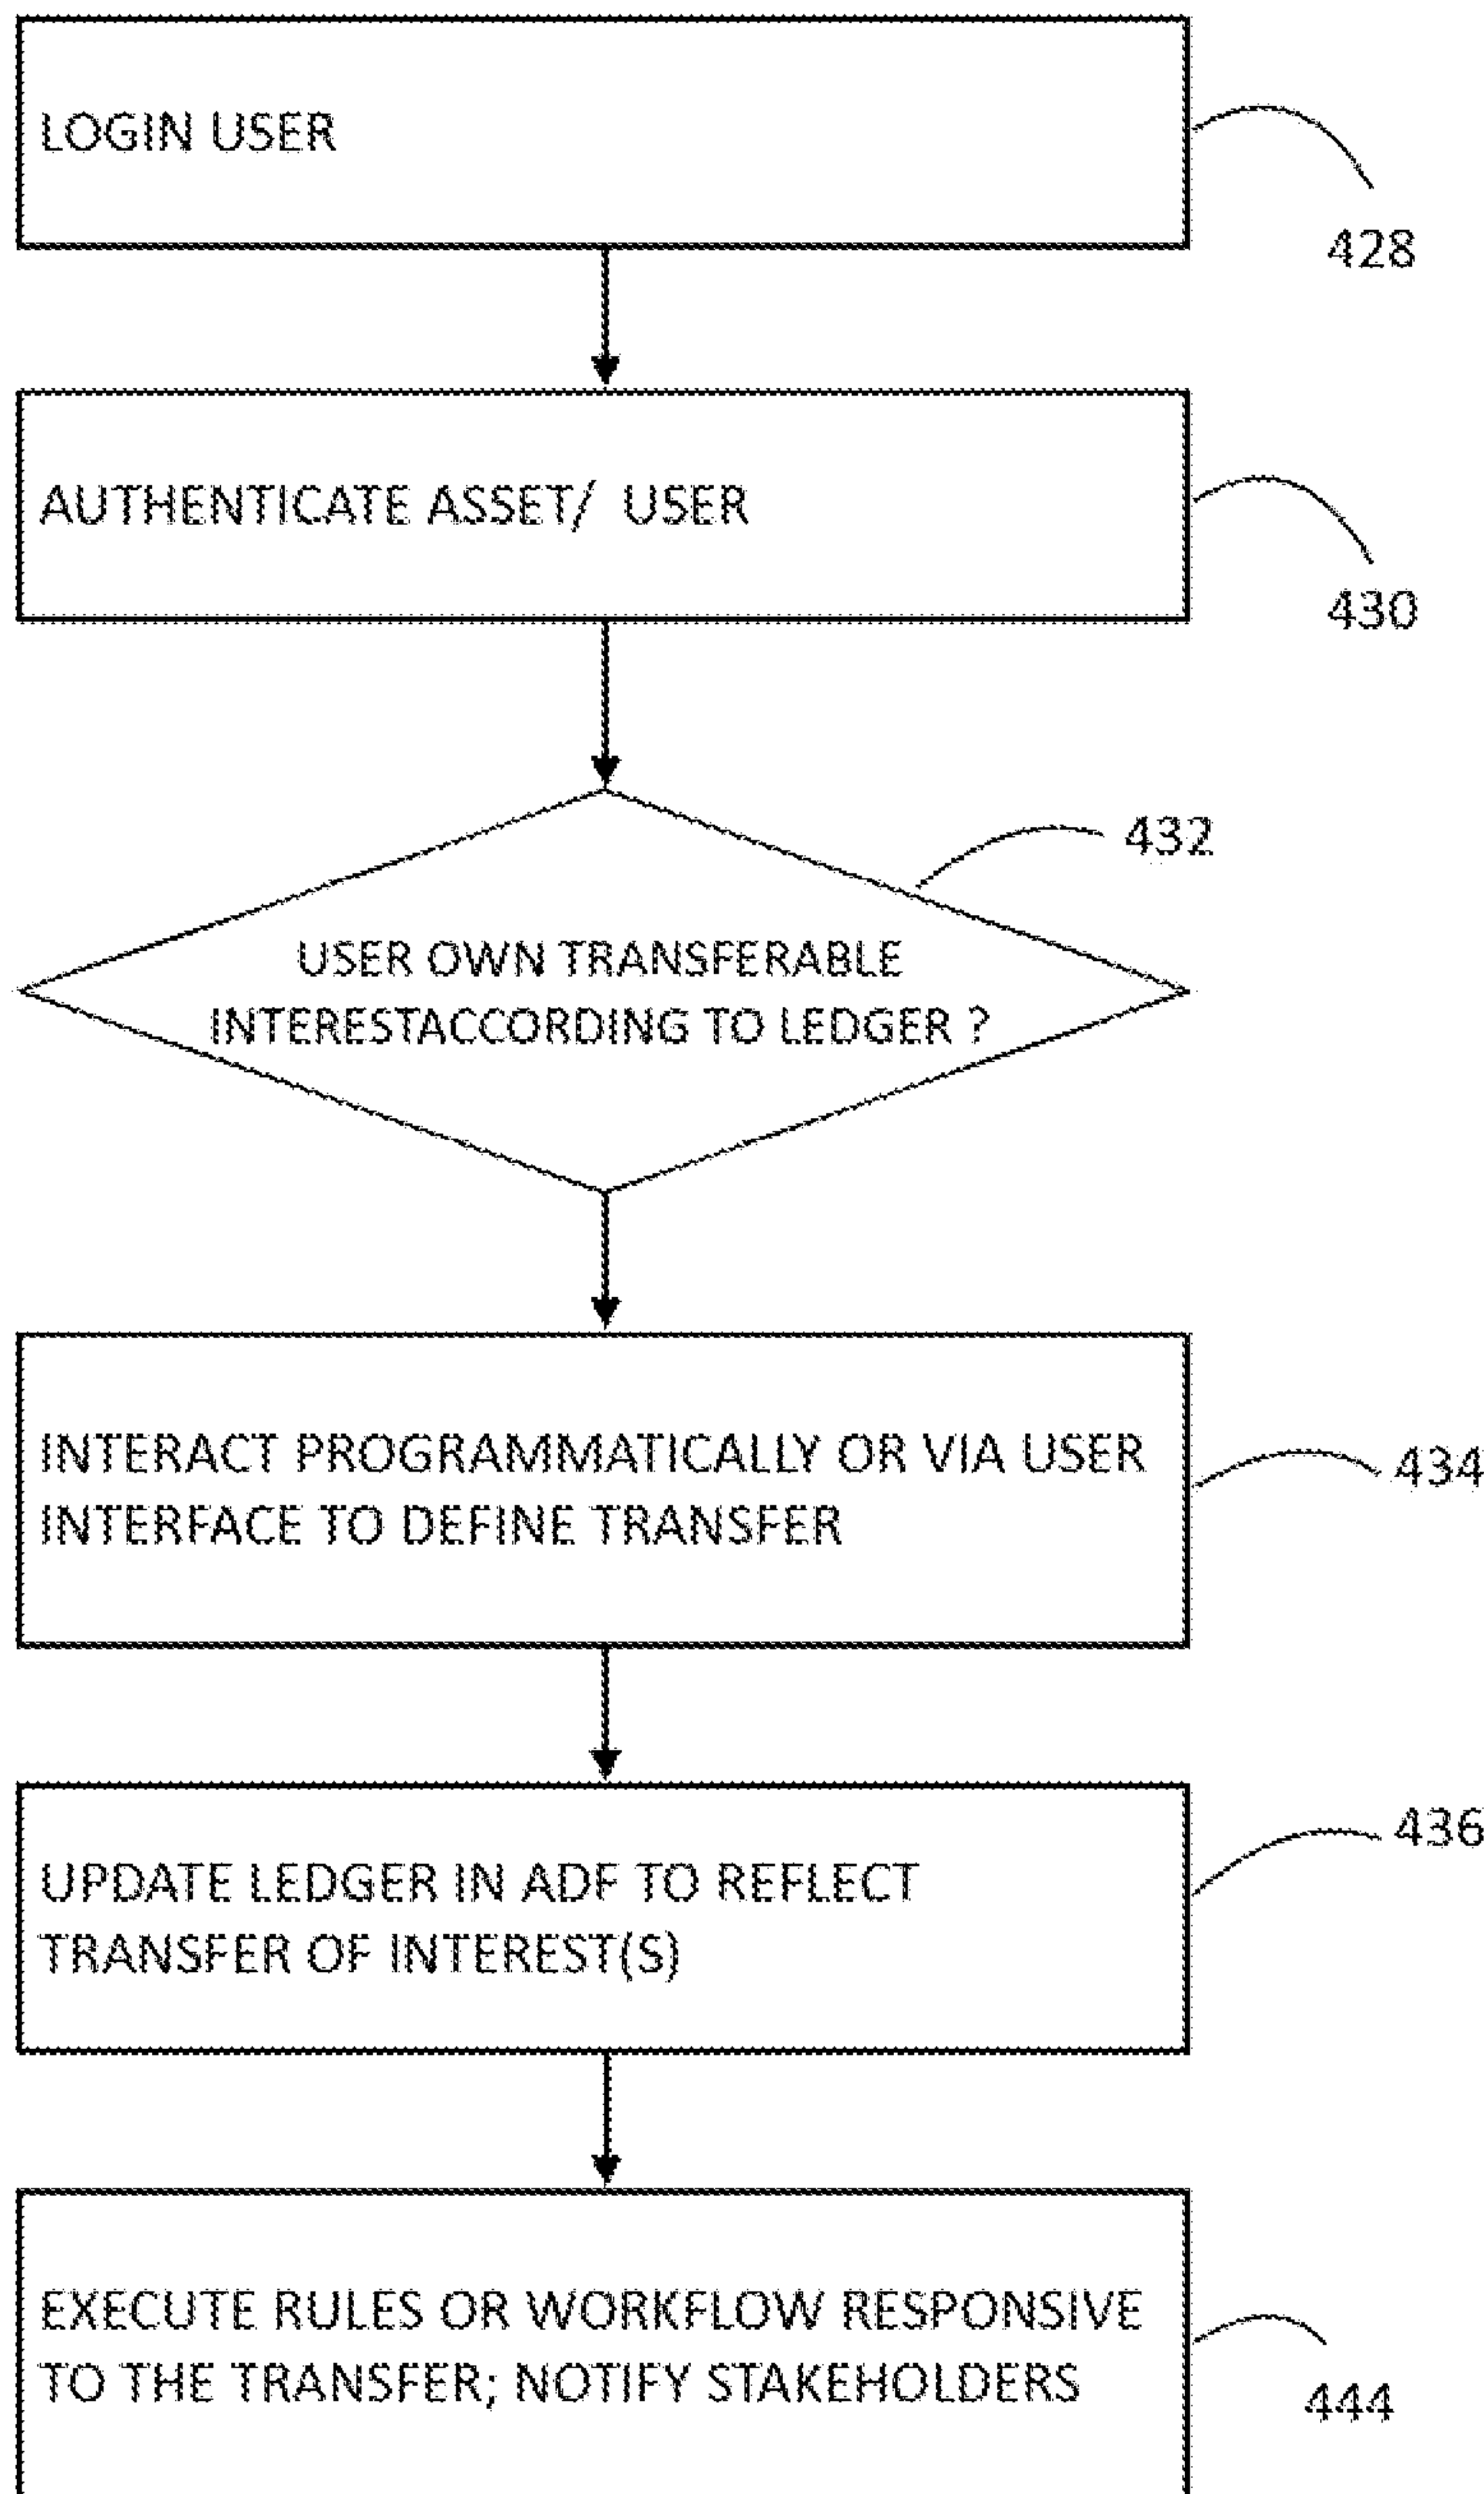 LOGIN USER
428
AUTHENTICATE ASSET/ USER
430
432
USER OWN TRANSFERABLE
INTERESTACCORDING TO LEDGER ?
INTERACT PROGRAMMATICALLY OR VIA USER
INTERFACE TO DEFINE TRANSFER
434
UPDATE LEDGER IN ADF TO REFLECT
TRANSFER OF INTEREST(S)
436
EXECUTE RULES OR WORKFLOW RESPONSIVE
TO THE TRANSFER; NOTIFY STAKEHOLDERS
444